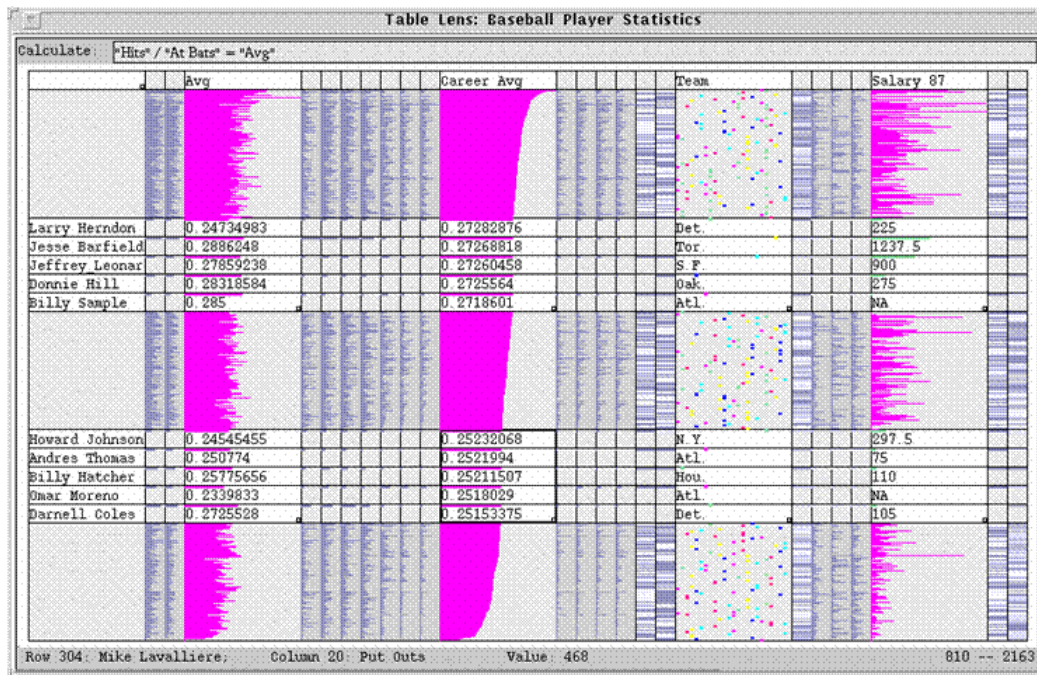 Table Lens: Baseball Player Statistics
Calculate: "Hits" / "At Bats" = "Avg"
Avg Career Avg Team Salary 87
Larry Herndon 0.24734983 0.27282876 Det. 225
Jesse Barfield 0.2886248 0.27268818 Tor. 1237.5
Jeffrey Leonar 0.27859238 0.27260458 S.F. 900
Donnie Hill 0.28318584 0.2725564 Oak. 275
Billy Sample 0.285 0.2718601 Atl. NA
Howard Johnson 0.24545455 0.25232068 N.Y. 297.5
Andres Thomas 0.250774 0.2521994 Atl. 75
Billy Hatcher 0.25775656 0.25211507 Hou. 110
Omar Moreno 0.2339833 0.2518029 Atl. NA
Darnell Coles 0.2725528 0.25153375 Det. 105
Row 304: Mike Lavalliere; Column 20: Put Outs Value: 468 810 -- 2163